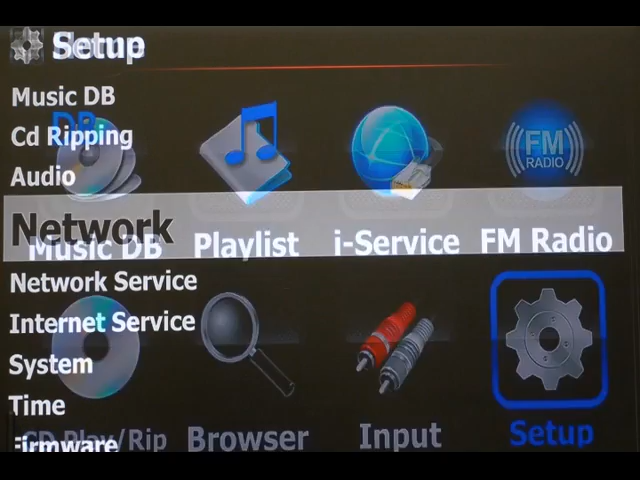 Setup
Music DB
DB
Cd Ripping
Audio
FM
RADIO
Network
Music DB Playlist i-Service FM Radio
Network Service
Internet Service
System
Time
CD Play/Rip Browser Input Setup
Firmware